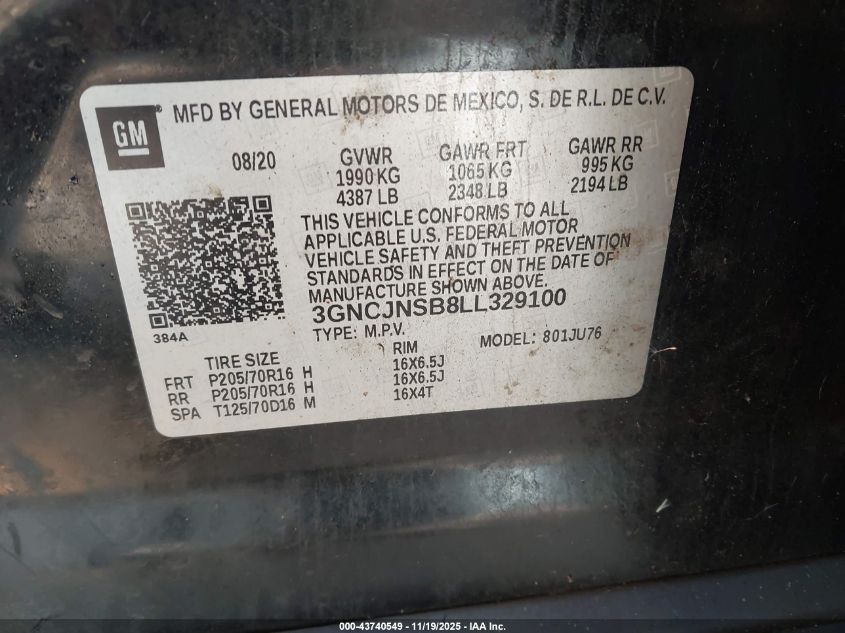 GM
®
MFD BY GENERAL MOTORS DE MEXICO, S. DE R.L. DE C.V.
08/20 GVWR GAWR FRT GAWR RR
1990 KG 1065 KG 995 KG
4387 LB 2348 LB 2194 LB
THIS VEHICLE CONFORMS TO ALL
APPLICABLE U.S. FEDERAL MOTOR
VEHICLE SAFETY AND THEFT PREVENTION
STANDARDS IN EFFECT ON THE DATE OF
MANUFACTURE SHOWN ABOVE.
3GNCJNSB8LL329100
384A TYPE: M.P.V. MODEL: 801JU76
TIRE SIZE RIM
FRT P205/70R16 H 16X6.5J
RR P205/70R16 H 16X6.5J
SPA T125/70D16 M 16X4T
000-43740549 - 11/19/2025 - IAA Inc.